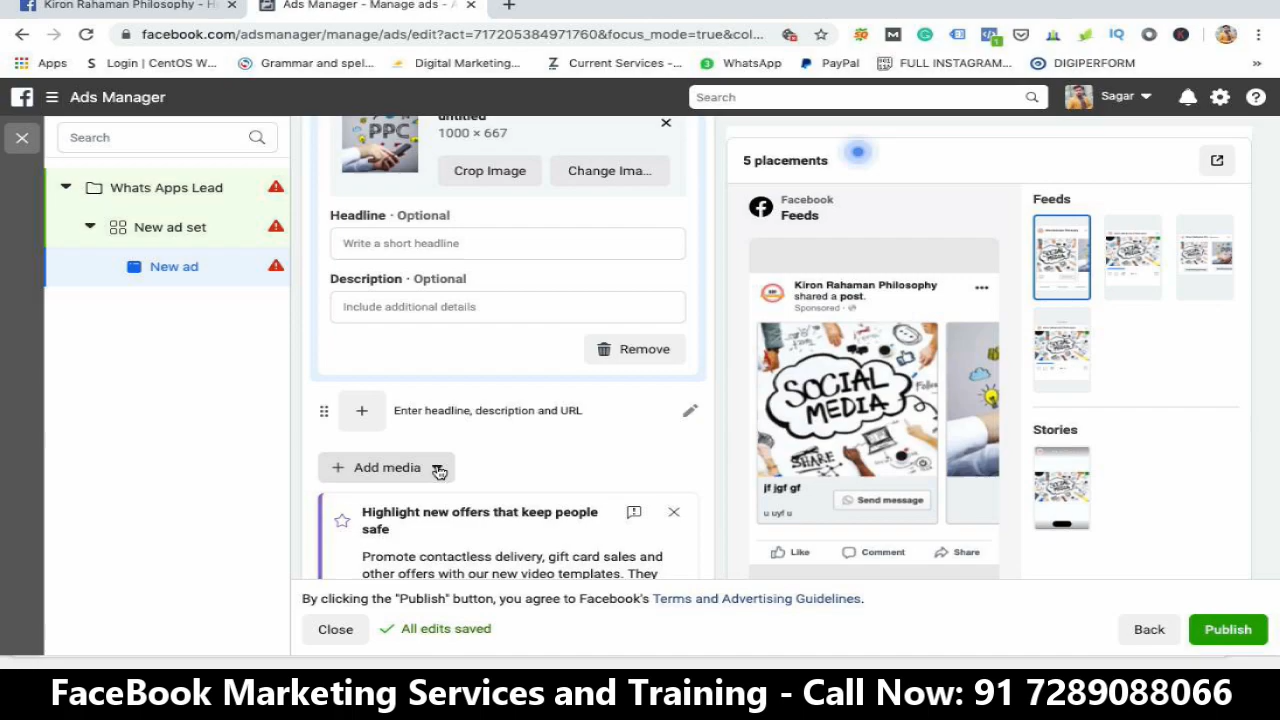 Kiron Rahaman Philosophy - H
Ads Manager - Manage ads - A
facebook.com/adsmanager/manage/ads/edit?act=717205384971760&focus_mode=true&col...
Apps
Login | CentOS W...
Grammar and spel...
Digital Marketing...
Current Services -...
WhatsApp
PayPal
FULL INSTAGRAM...
DIGIPERFORM
Ads Manager
Search
Sagar
Search
Whats Apps Lead
New ad set
New ad
untitled
1000 × 667
PPC
Crop Image
Change Ima...
Headline · Optional
Write a short headline
Description · Optional
Include additional details
Remove
Enter headline, description and URL
+ Add media
Highlight new offers that keep people
safe
Promote contactless delivery, gift card sales and
other offers with our new video templates. They
5 placements
Facebook
Feeds
Kiron Rahaman Philosophy
shared a post.
Sponsored ·
SOCIAL
MEDIA
SHARE
jf jgf gf
u uyf u
Send message
Like
Comment
Share
Feeds
Stories
By clicking the "Publish" button, you agree to Facebook's Terms and Advertising Guidelines.
Close
All edits saved
Back
Publish
FaceBook Marketing Services and Training - Call Now: 91 7289088066